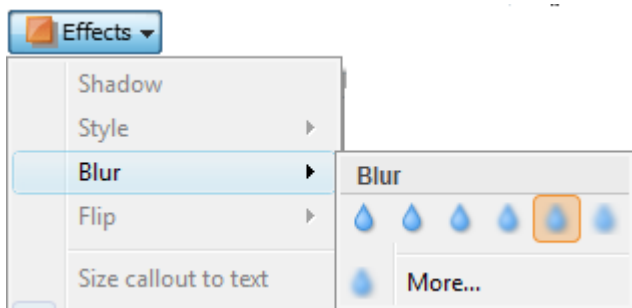 Effects
Shadow
Style
Blur
Flip
Size callout to text
Blur
More...